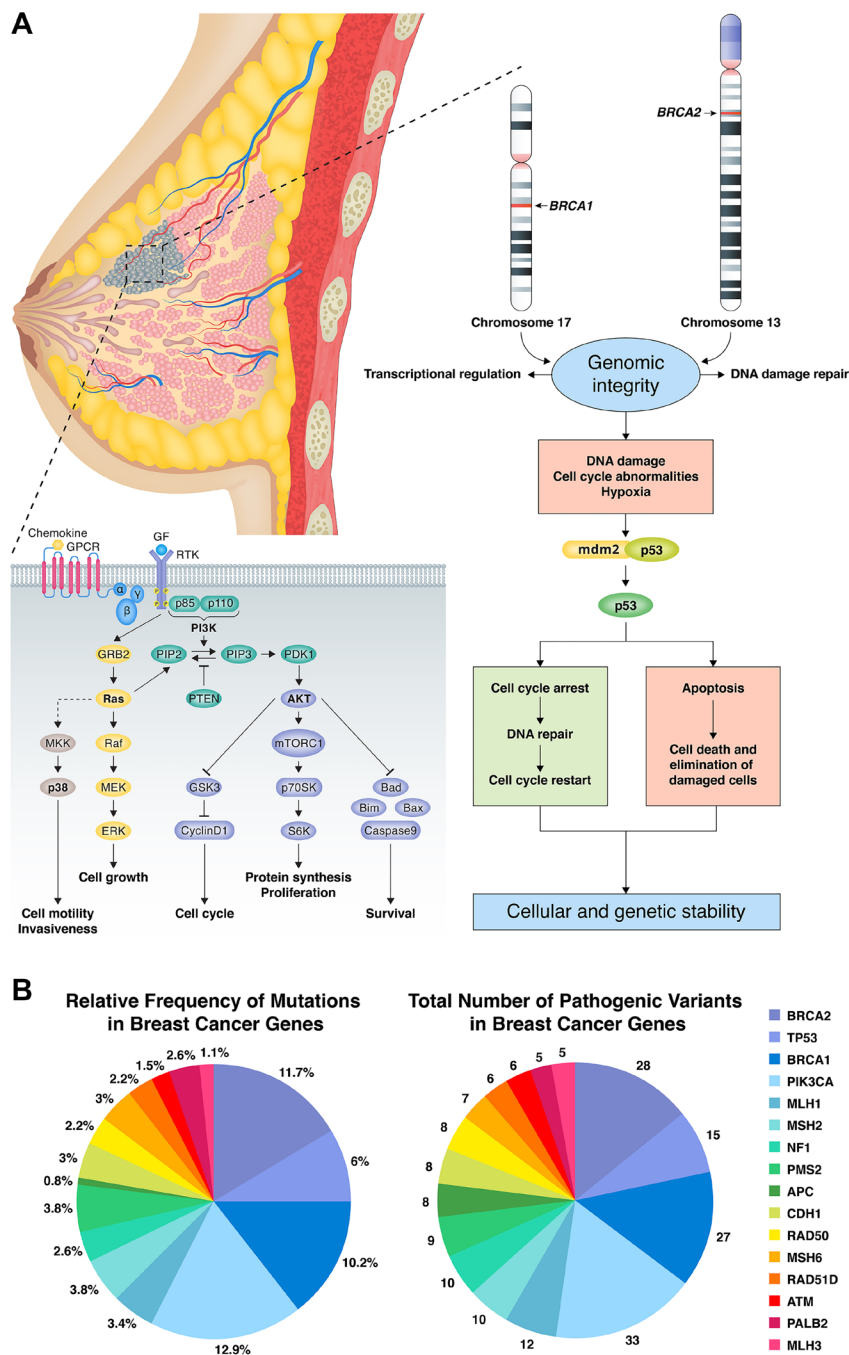 A
BRCA2
BRCA1
Chromosome 17
Chromosome 13
Genomic
integrity
Transcriptional regulation
DNA damage repair
DNA damage
Cell cycle abnormalities
Hypoxia
mdm2
p53
p53
Cell cycle arrest
DNA repair
Cell cycle restart
Apoptosis
Cell death and
elimination of
damaged cells
Cellular and genetic stability
Chemokine
GPCR
GF
RTK
α
β
γ
p85
p110
PI3K
GRB2
PIP2
PIP3
PDK1
Ras
PTEN
AKT
MKK
Raf
mTORC1
p38
MEK
GSK3
p70SK
Bad
Bim
Bax
ERK
CyclinD1
S6K
Caspase9
Cell growth
Protein synthesis
Proliferation
Cell motility
Invasiveness
Cell cycle
Survival
B
Relative Frequency of Mutations
in Breast Cancer Genes
11.7%
6%
10.2%
12.9%
3.4%
3.8%
2.6%
3.8%
0.8%
3%
2.2%
3%
2.2%
1.5%
2.6%
1.1%
Total Number of Pathogenic Variants
in Breast Cancer Genes
28
15
27
33
12
10
10
9
8
8
8
7
6
6
5
5
BRCA2
TP53
BRCA1
PIK3CA
MLH1
MSH2
NF1
PMS2
APC
CDH1
RAD50
MSH6
RAD51D
ATM
PALB2
MLH3